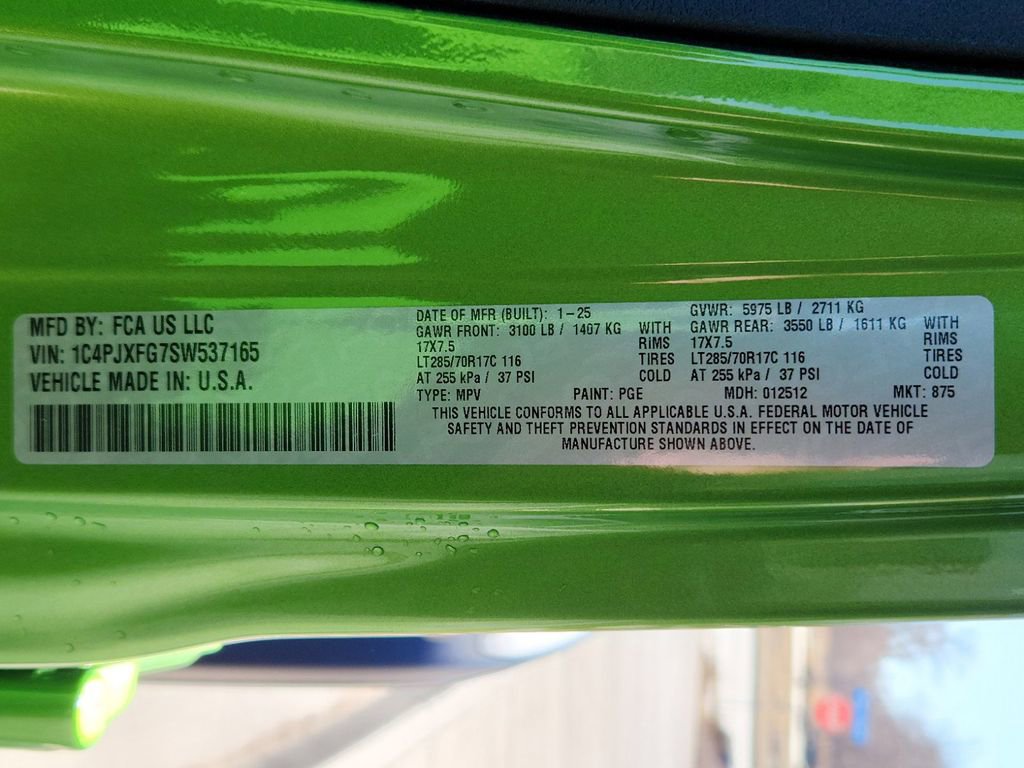 MFD BY: FCA US LLC
VIN: 1C4PJXFG7SW537165
VEHICLE MADE IN: U.S.A.
DATE OF MFR (BUILT): 1-25
GVWR: 5975 LB / 2711 KG
GAWR FRONT: 3100 LB / 1407 KG WITH
17X7.5 RIMS
LT285/70R17C 116 TIRES
AT 255 kPa / 37 PSI COLD
GAWR REAR: 3550 LB / 1611 KG WITH
17X7.5 RIMS
LT285/70R17C 116 TIRES
AT 255 kPa / 37 PSI COLD
TYPE: MPV PAINT: PGE MDH: 012512 MKT: 875
THIS VEHICLE CONFORMS TO ALL APPLICABLE U.S.A. FEDERAL MOTOR VEHICLE
SAFETY AND THEFT PREVENTION STANDARDS IN EFFECT ON THE DATE OF
MANUFACTURE SHOWN ABOVE.